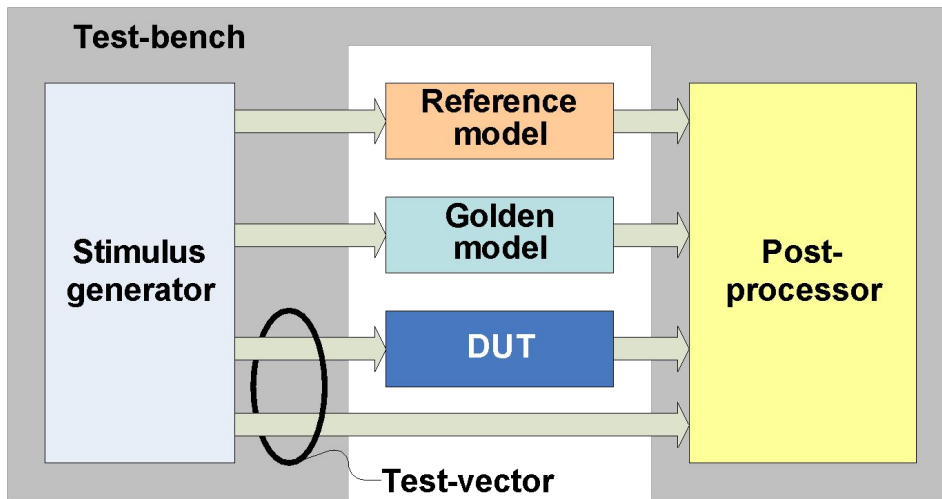 Test-bench
Reference
model
Golden
model
Stimulus
generator
Post-
processor
DUT
Test-vector